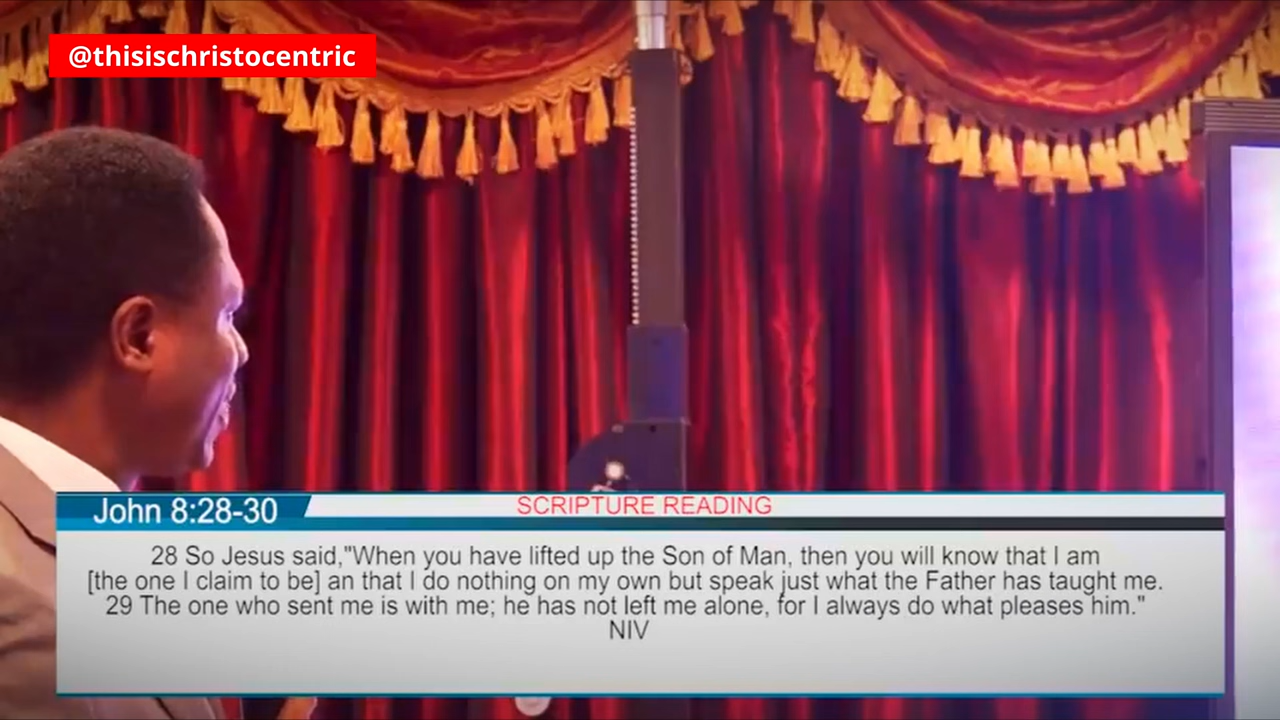 @thisischristocentric
John 8:28-30
SCRIPTURE READING
28 So Jesus said,"When you have lifted up the Son of Man, then you will know that I am
[the one I claim to be] an that I do nothing on my own but speak just what the Father has taught me.
29 The one who sent me is with me; he has not left me alone, for I always do what pleases him."
NIV